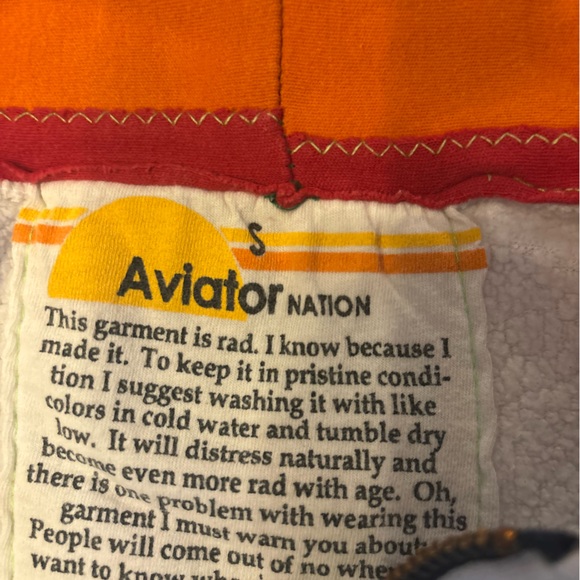 S
Aviator NATION
This garment is rad. I know because I
made it. To keep it in pristine condi-
tion I suggest washing it with like
colors in cold water and tumble dry
low. It will distress naturally and
become even more rad with age. Oh,
there is one problem with wearing this
garment I must warn you about
People will come out of no
want to know